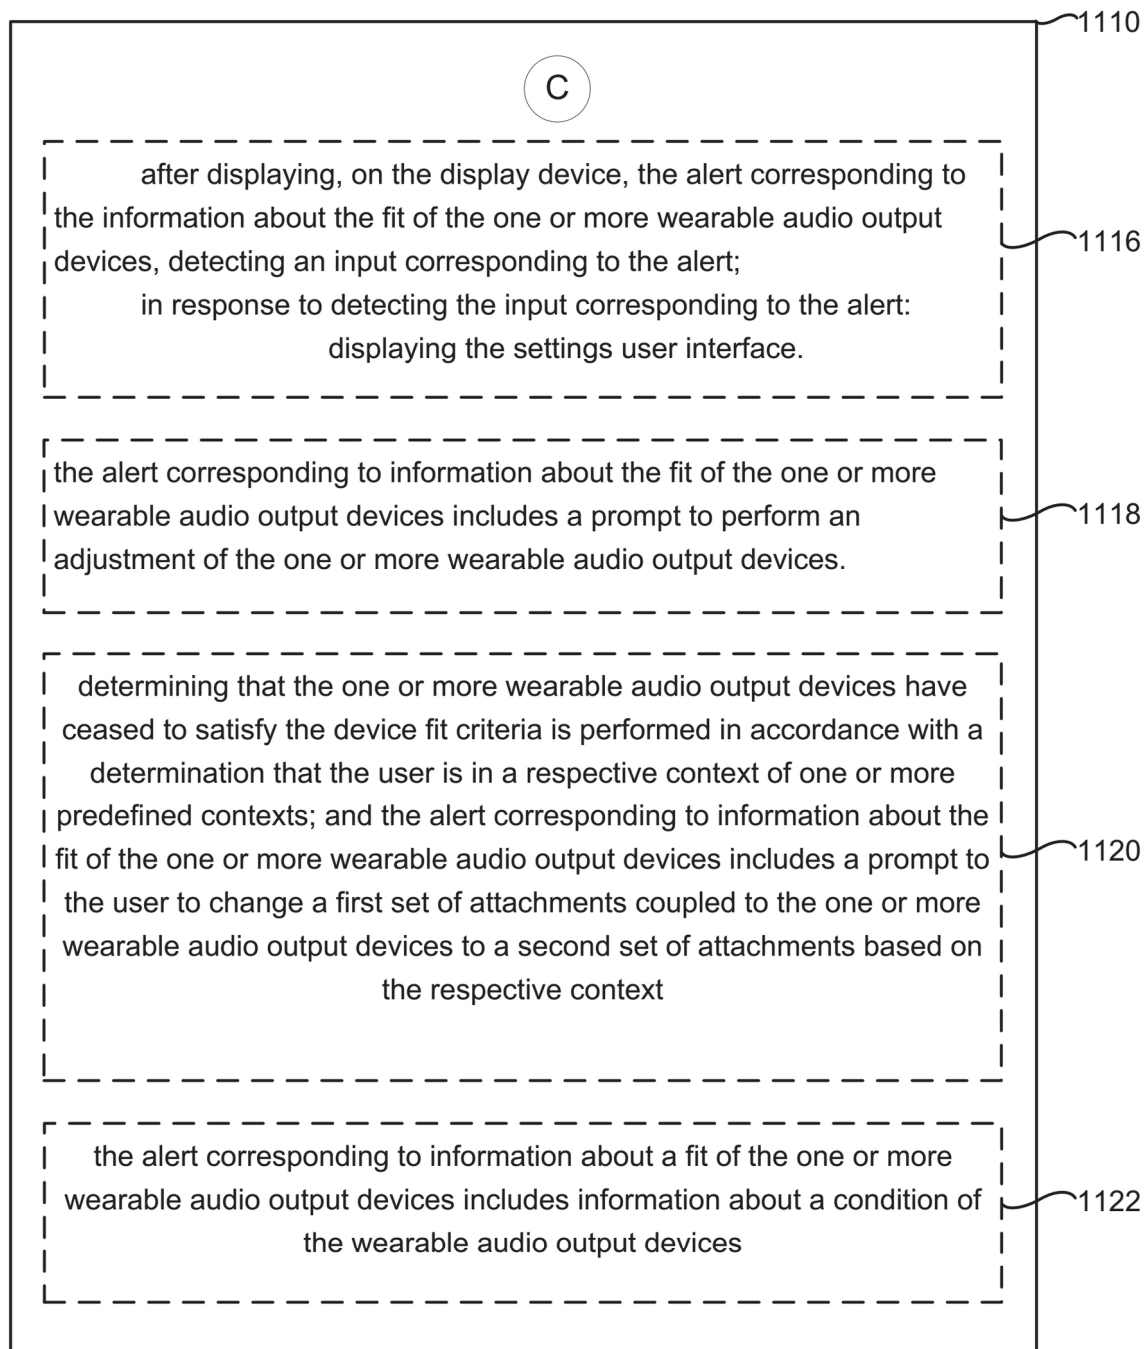 1110
C
after displaying, on the display device, the alert corresponding to
the information about the fit of the one or more wearable audio output
devices, detecting an input corresponding to the alert;
in response to detecting the input corresponding to the alert:
displaying the settings user interface.
1116
the alert corresponding to information about the fit of the one or more
wearable audio output devices includes a prompt to perform an
adjustment of the one or more wearable audio output devices.
1118
determining that the one or more wearable audio output devices have
ceased to satisfy the device fit criteria is performed in accordance with a
determination that the user is in a respective context of one or more
predefined contexts; and the alert corresponding to information about the
fit of the one or more wearable audio output devices includes a prompt to
the user to change a first set of attachments coupled to the one or more
wearable audio output devices to a second set of attachments based on
the respective context
1120
the alert corresponding to information about a fit of the one or more
wearable audio output devices includes information about a condition of
the wearable audio output devices
1122